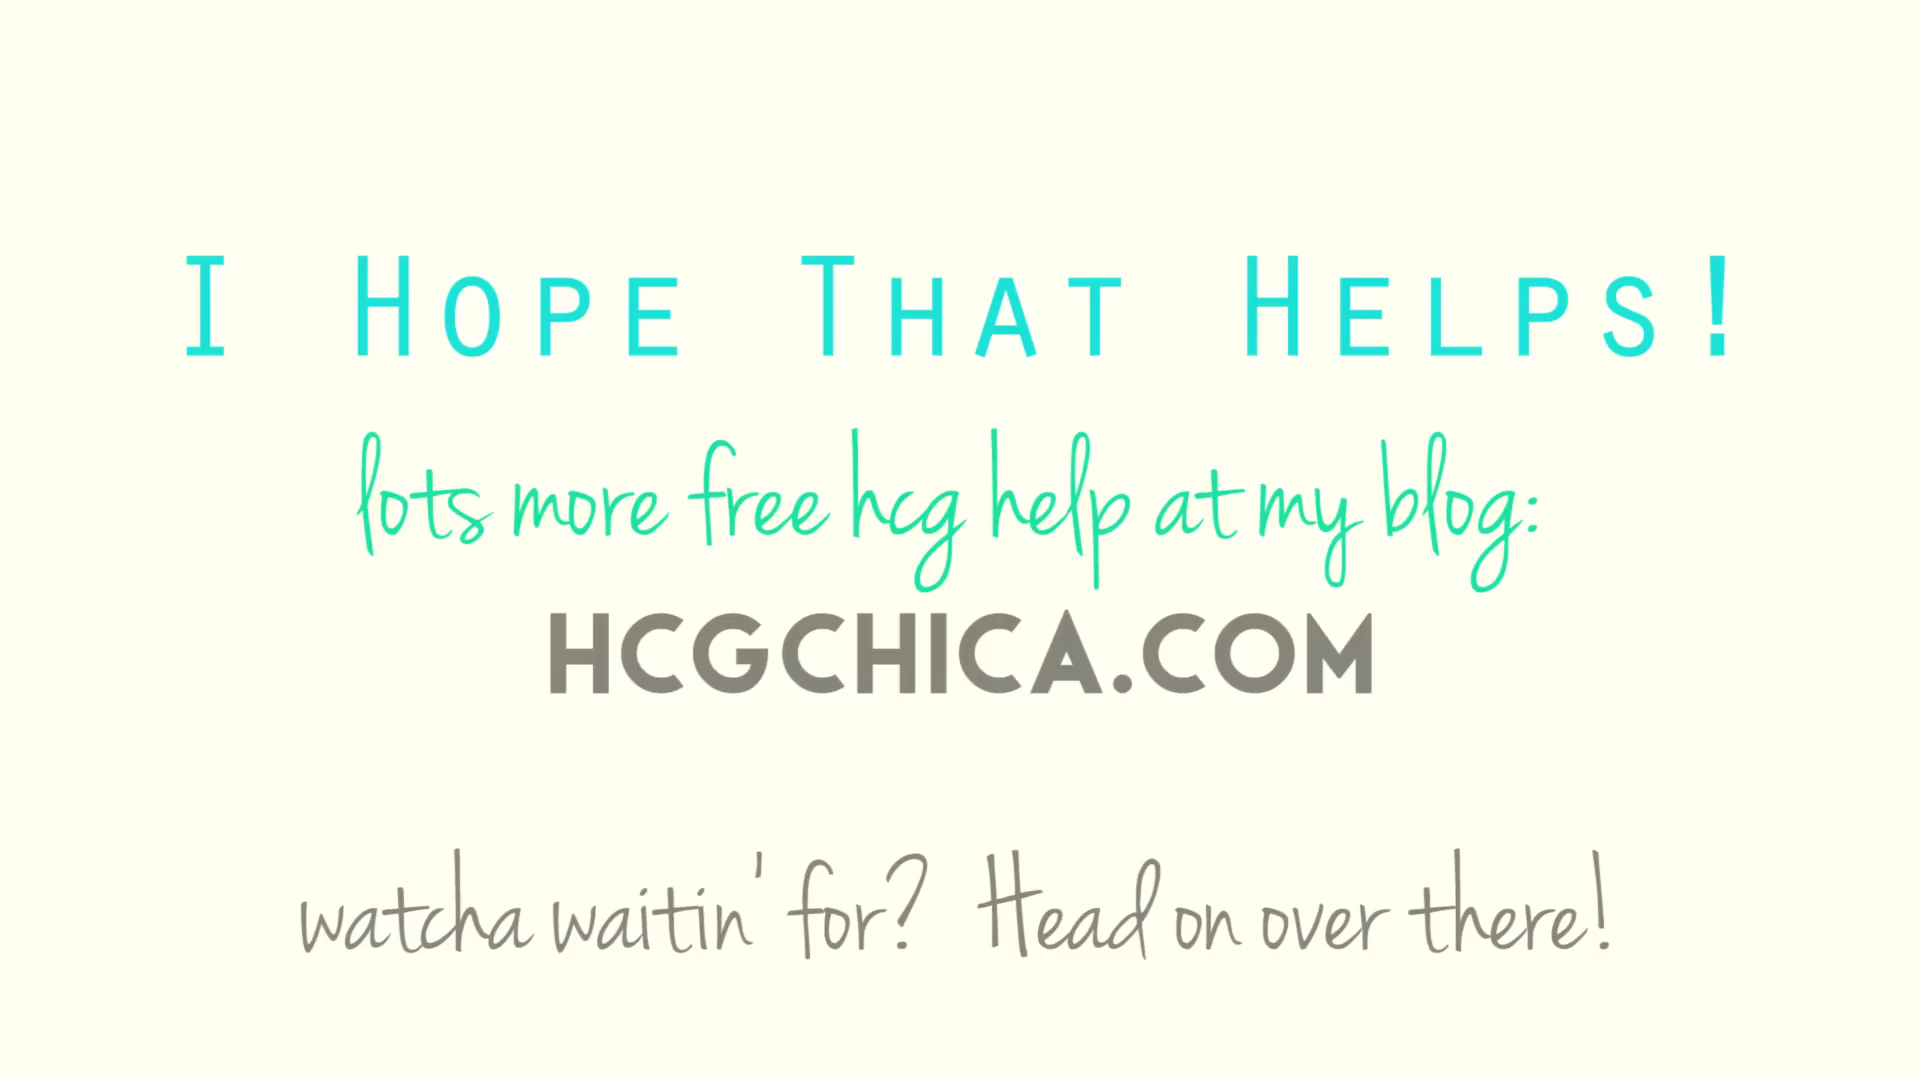 I Hope That Helps!
lots more free hcg help at my blog:
HCGCHICA.COM
watcha waitin' for? Head on over there!